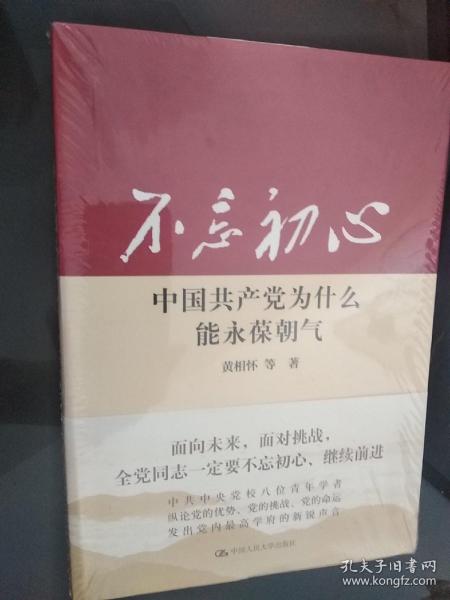 不忘初心
中国共产党为什么
能永葆朝气
黄相怀 等 著
面向未来，面对挑战，
全党同志一定要不忘初心、继续前进
中共中央党校八位青年学者
纵论党的优势、党的挑战、党的命运
发出党内最高学府的新锐声音
中国人民大学出版社
孔夫子旧书网
www.kongfz.com